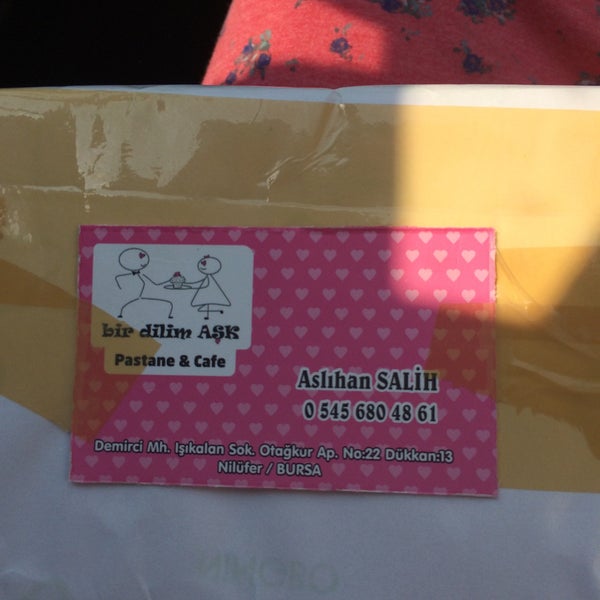 bir dilim AŞK
Pastane & Cafe
Aslıhan SALİH
0 545 680 48 61
Demirci Mh. Işıkalan Sok. Otağkur Ap. No:22 Dükkan:13
Nilüfer / BURSA